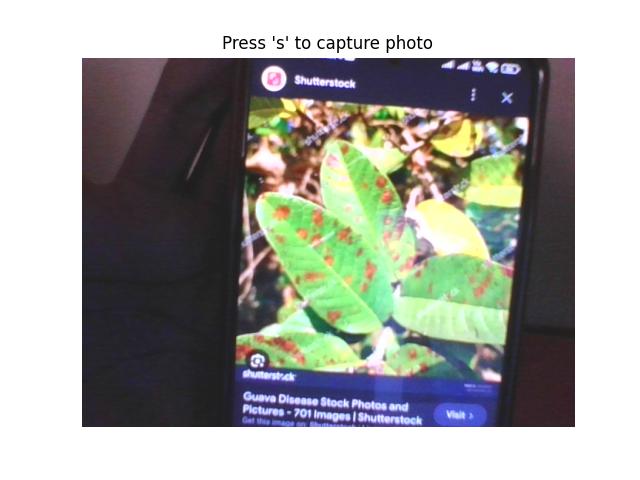 Press 's' to capture photo
Shutterstock
shutterstock
Guava Disease Stock Photos and
Pictures - 701 Images | Shutterstock
Visit >
Get this image on: Shutterstock |